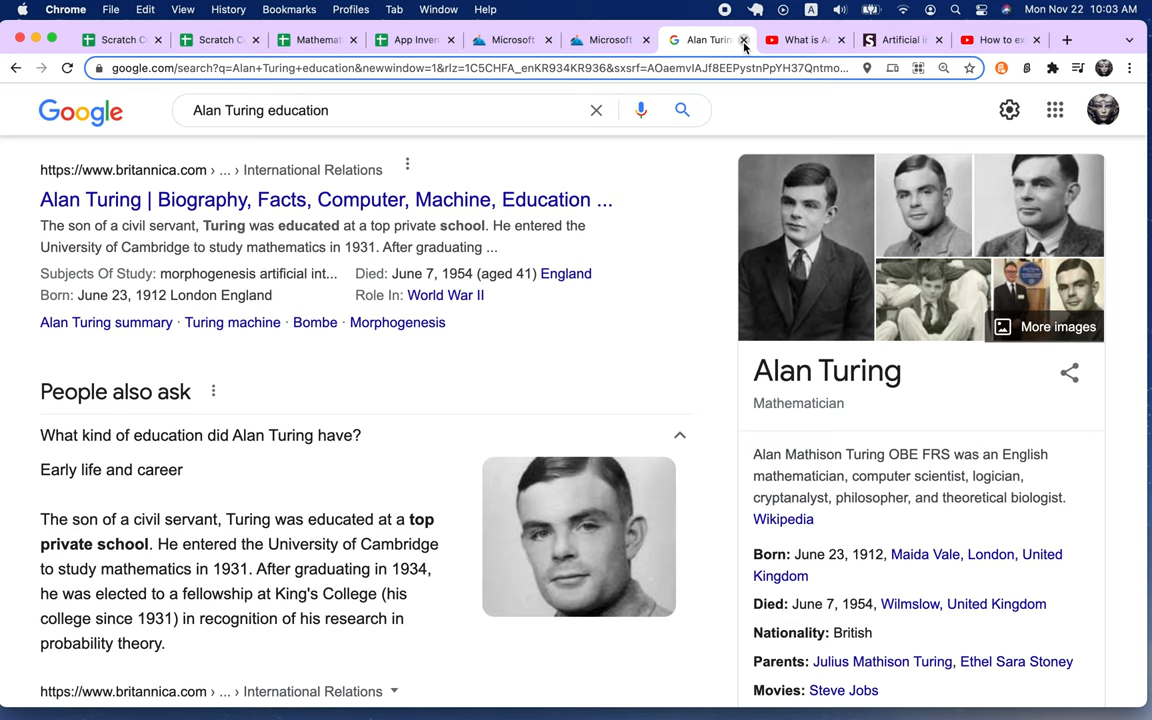 Chrome File Edit View History Bookmarks Profiles Tab Window Help A Mon Nov 22 10:03 AM
Scratch C Scratch C Mathemat App Inven Microsoft Microsoft Alan Turin What is A Artificial in How to ex
google.com/search?q=Alan+Turing+education&newwindow=1&rlz=1C5CHFA_enKR934KR936&sxsrf=AOaemvIAJf8EEPystnPpYH37Qntmo...
Google
Alan Turing education
https://www.britannica.com › ... › International Relations
Alan Turing | Biography, Facts, Computer, Machine, Education ...
The son of a civil servant, Turing was educated at a top private school. He entered the
University of Cambridge to study mathematics in 1931. After graduating ...
Subjects Of Study: morphogenesis artificial int... Died: June 7, 1954 (aged 41) England
Born: June 23, 1912 London England Role In: World War II
Alan Turing summary · Turing machine · Bombe · Morphogenesis
People also ask
What kind of education did Alan Turing have?
Early life and career
The son of a civil servant, Turing was educated at a top
private school. He entered the University of Cambridge
to study mathematics in 1931. After graduating in 1934,
he was elected to a fellowship at King's College (his
college since 1931) in recognition of his research in
probability theory.
https://www.britannica.com › ... › International Relations
More images
Alan Turing
Mathematician
Alan Mathison Turing OBE FRS was an English
mathematician, computer scientist, logician,
cryptanalyst, philosopher, and theoretical biologist.
Wikipedia
Born: June 23, 1912, Maida Vale, London, United
Kingdom
Died: June 7, 1954, Wilmslow, United Kingdom
Nationality: British
Parents: Julius Mathison Turing, Ethel Sara Stoney
Movies: Steve Jobs